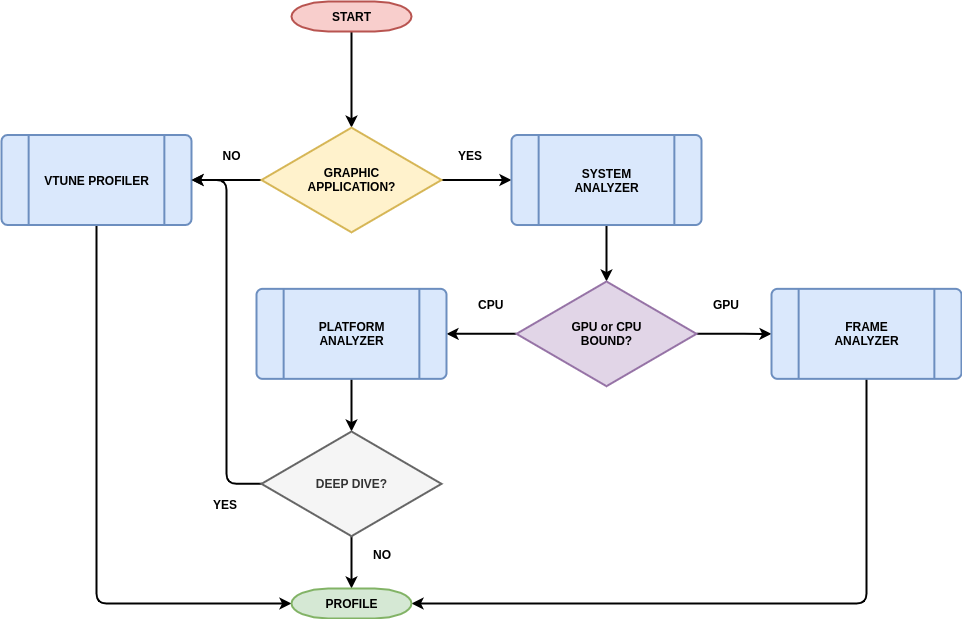 START
NO
YES
GRAPHIC
APPLICATION?
VTUNE PROFILER
SYSTEM
ANALYZER
CPU
GPU
PLATFORM
ANALYZER
GPU or CPU
BOUND?
FRAME
ANALYZER
DEEP DIVE?
YES
NO
PROFILE